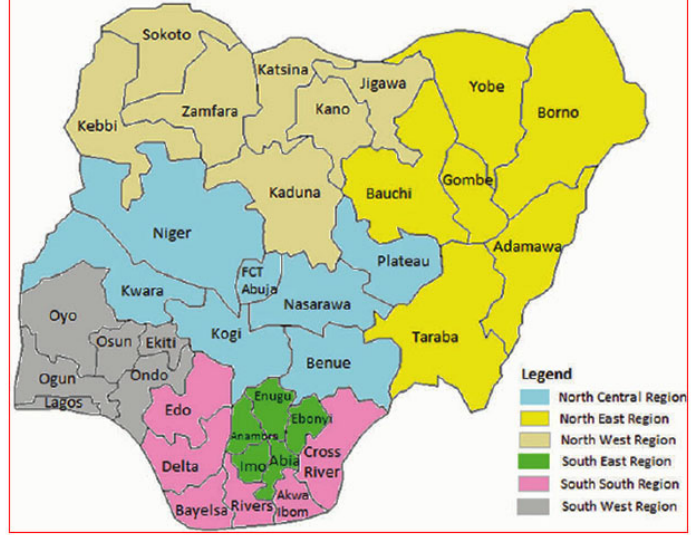 Sokoto
Katsina
Jigawa
Yobe
Borno
Kebbi
Zamfara
Kano
Kaduna
Bauchi
Gombe
Adamawa
Niger
FCT
Abuja
Plateau
Kwara
Nasarawa
Oyo
Kogi
Taraba
Osun
Ekiti
Benue
Ogun
Ondo
Lagos
Edo
Enugu
Ebonyi
Anamors
Delta
Imo
Abia
Cross
River
Bayelsa
Rivers
Akwa
Ibom
Legend
North Central Region
North East Region
North West Region
South East Region
South South Region
South West Region